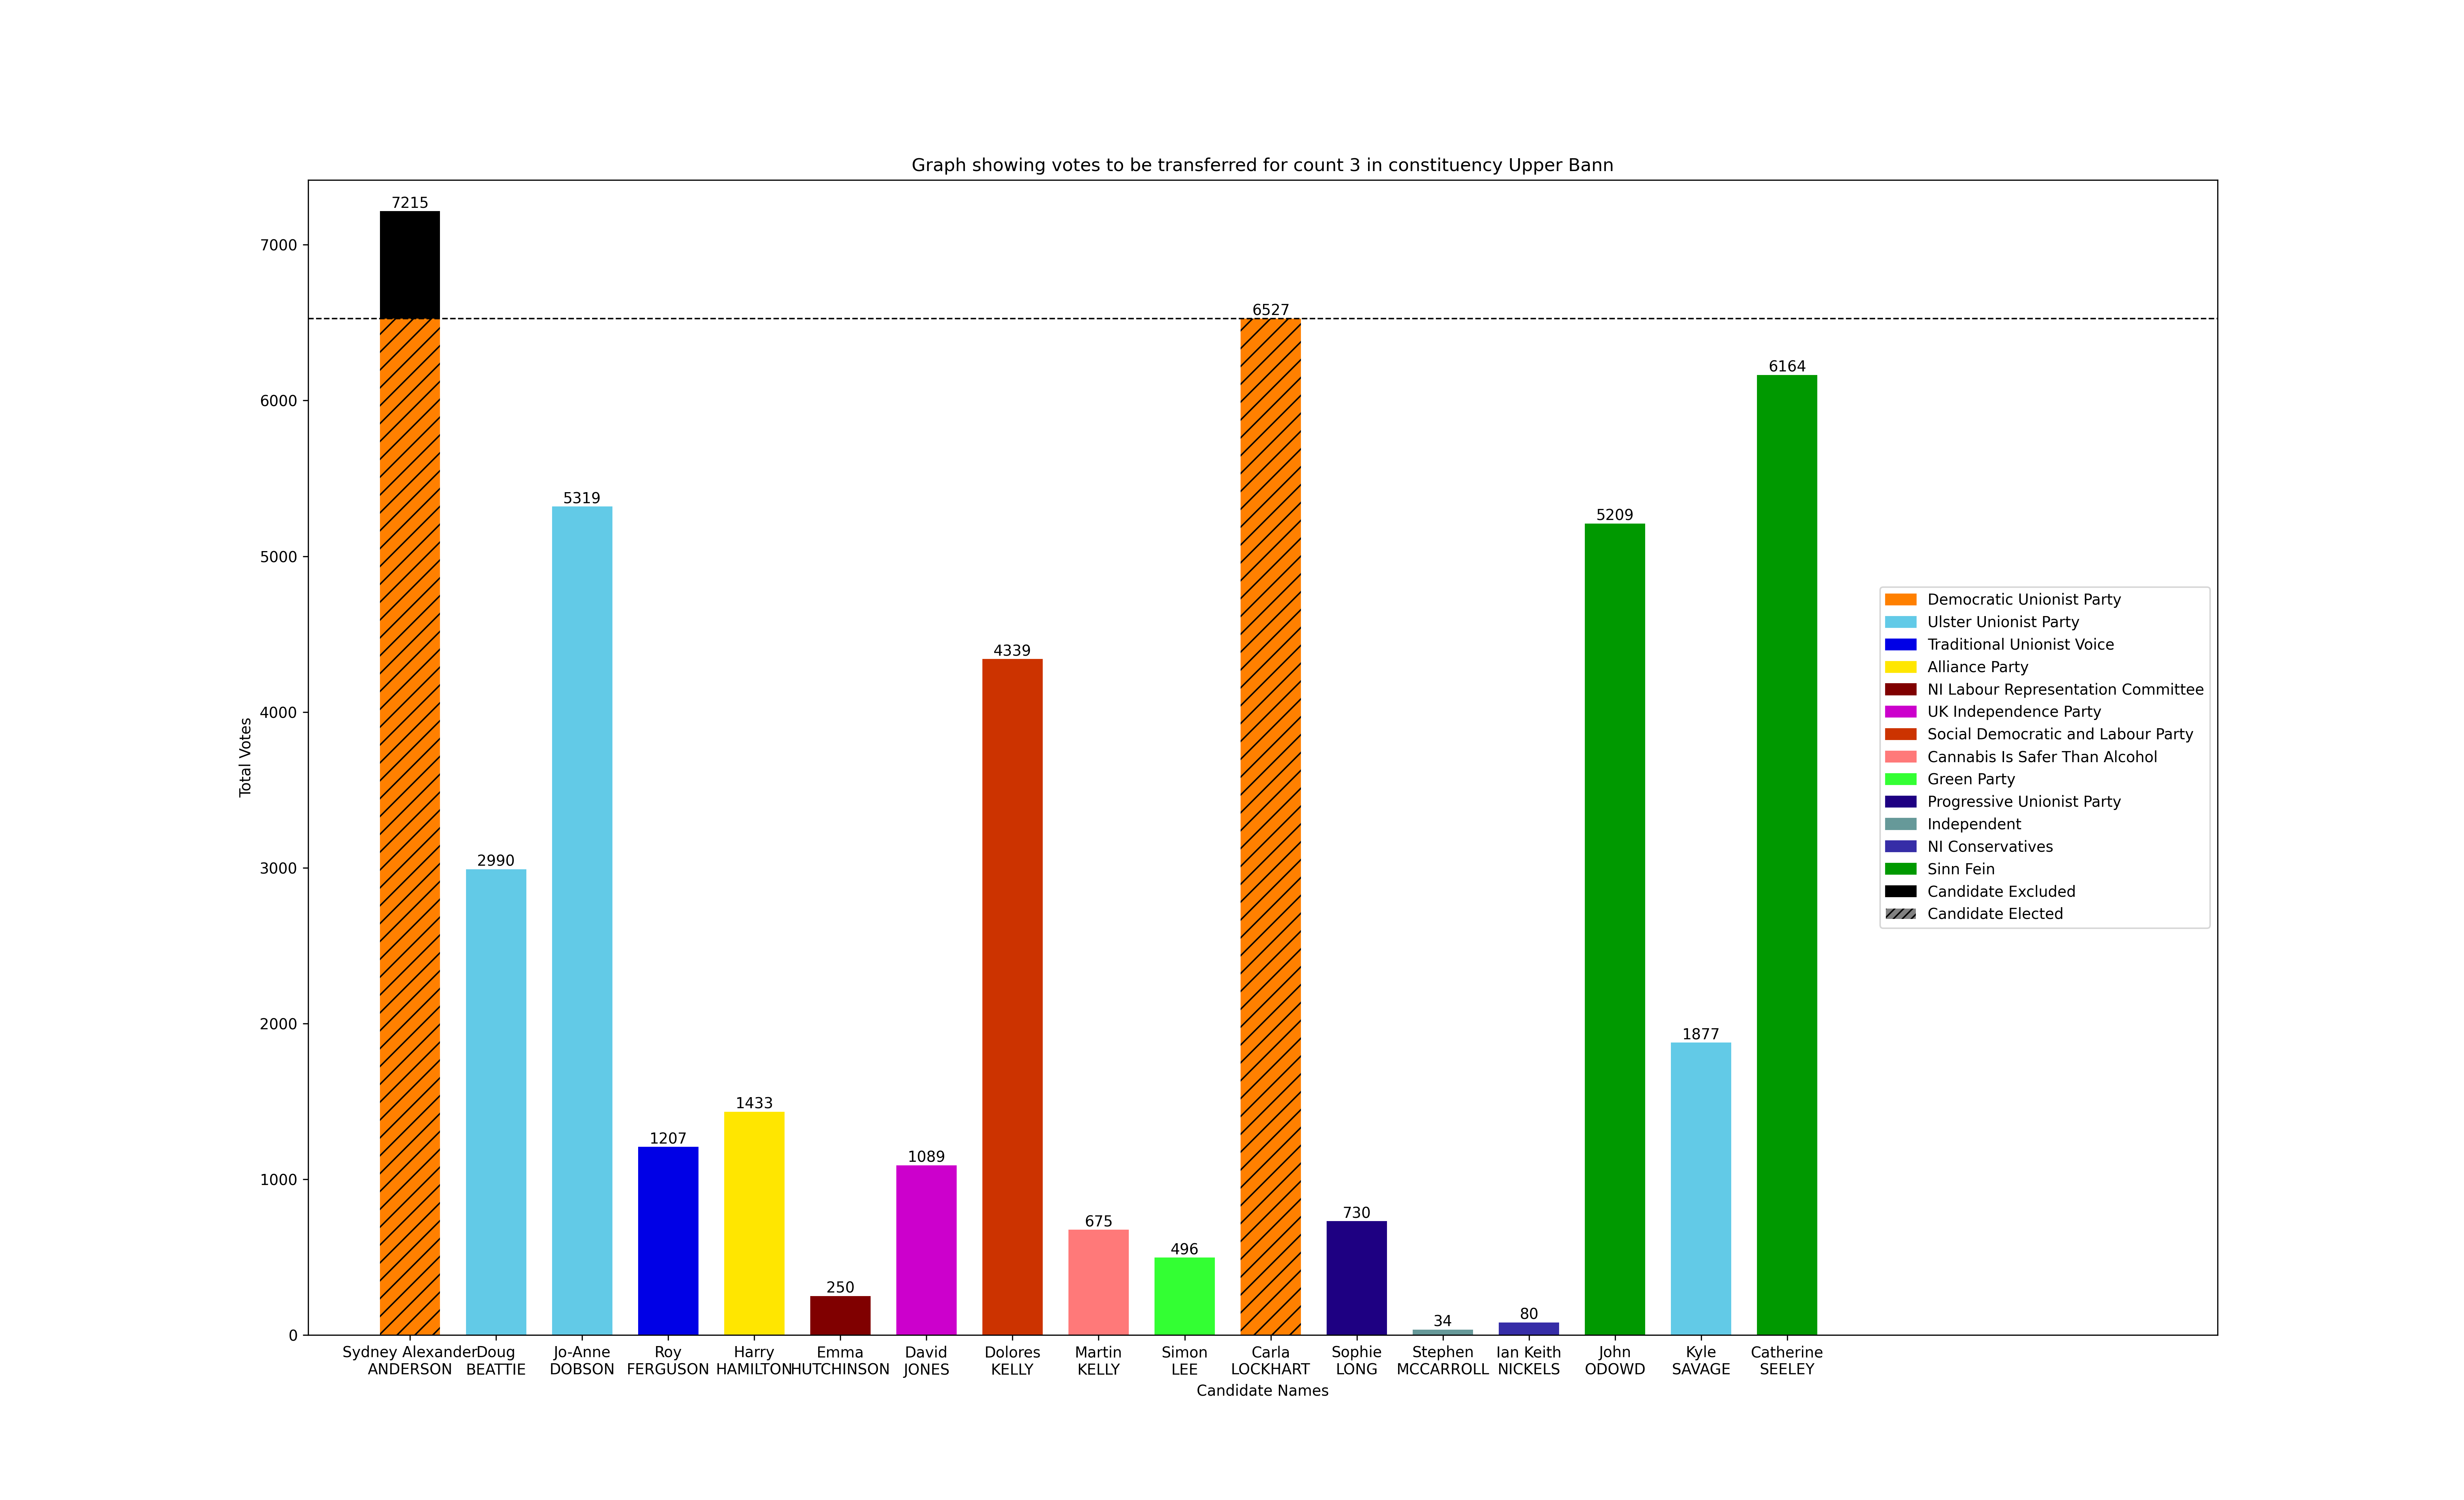 Graph showing votes to be transferred for count 3 in constituency Upper Bann
Total Votes
7000
6000
5000
4000
3000
2000
1000
0
7215
2990
5319
1207
1433
250
1089
4339
675
496
6527
730
34
80
5209
1877
6164
Sydney Alexander
ANDERSON
Doug
BEATTIE
Jo-Anne
DOBSON
Roy
FERGUSON
Harry
HAMILTON
Emma
HUTCHINSON
David
JONES
Dolores
KELLY
Martin
KELLY
Simon
LEE
Carla
LOCKHART
Sophie
LONG
Stephen
MCCARROLL
Ian Keith
NICKELS
John
ODOWD
Kyle
SAVAGE
Catherine
SEELEY
Candidate Names
Democratic Unionist Party
Ulster Unionist Party
Traditional Unionist Voice
Alliance Party
NI Labour Representation Committee
UK Independence Party
Social Democratic and Labour Party
Cannabis Is Safer Than Alcohol
Green Party
Progressive Unionist Party
Independent
NI Conservatives
Sinn Fein
Candidate Excluded
Candidate Elected